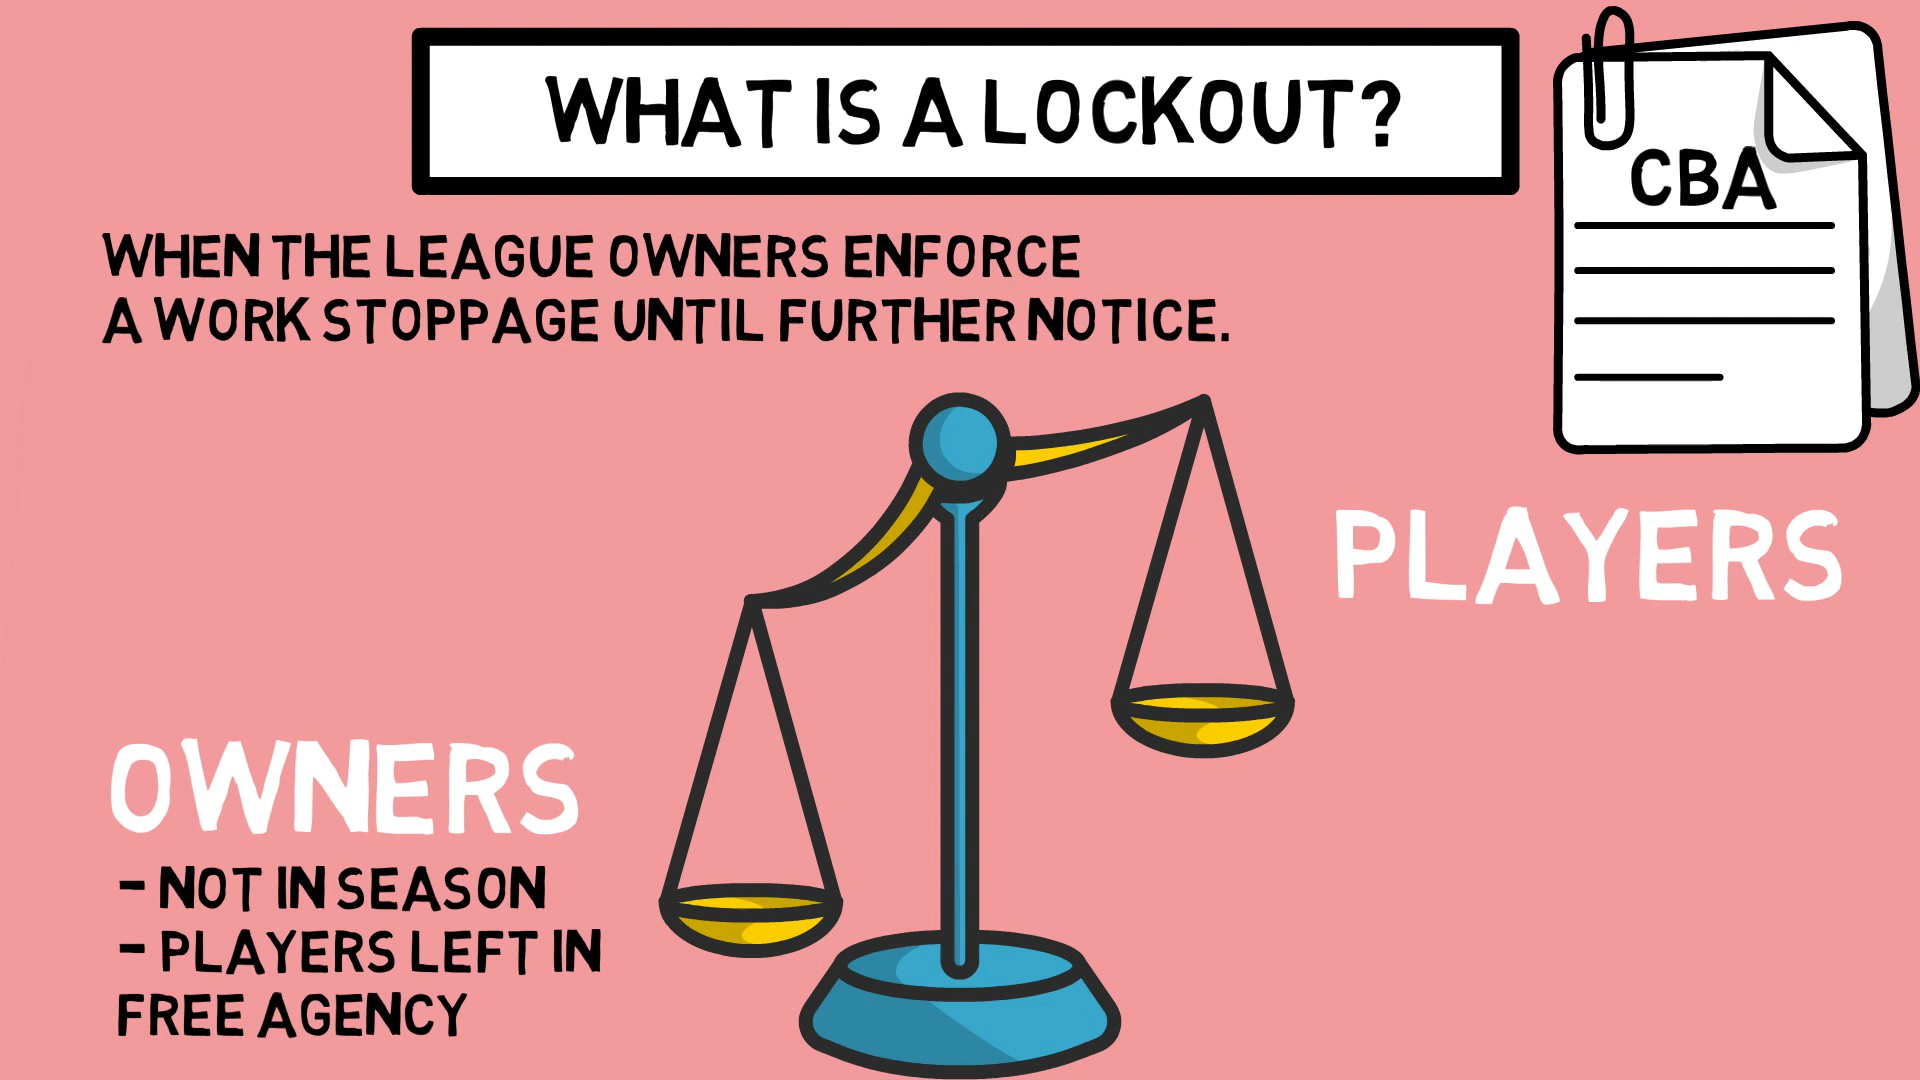 WHAT IS A LOCKOUT?
CBA
WHEN THE LEAGUE OWNERS ENFORCE
A WORK STOPPAGE UNTIL FURTHER NOTICE.
PLAYERS
OWNERS
- NOT IN SEASON
- PLAYERS LEFT IN
FREE AGENCY